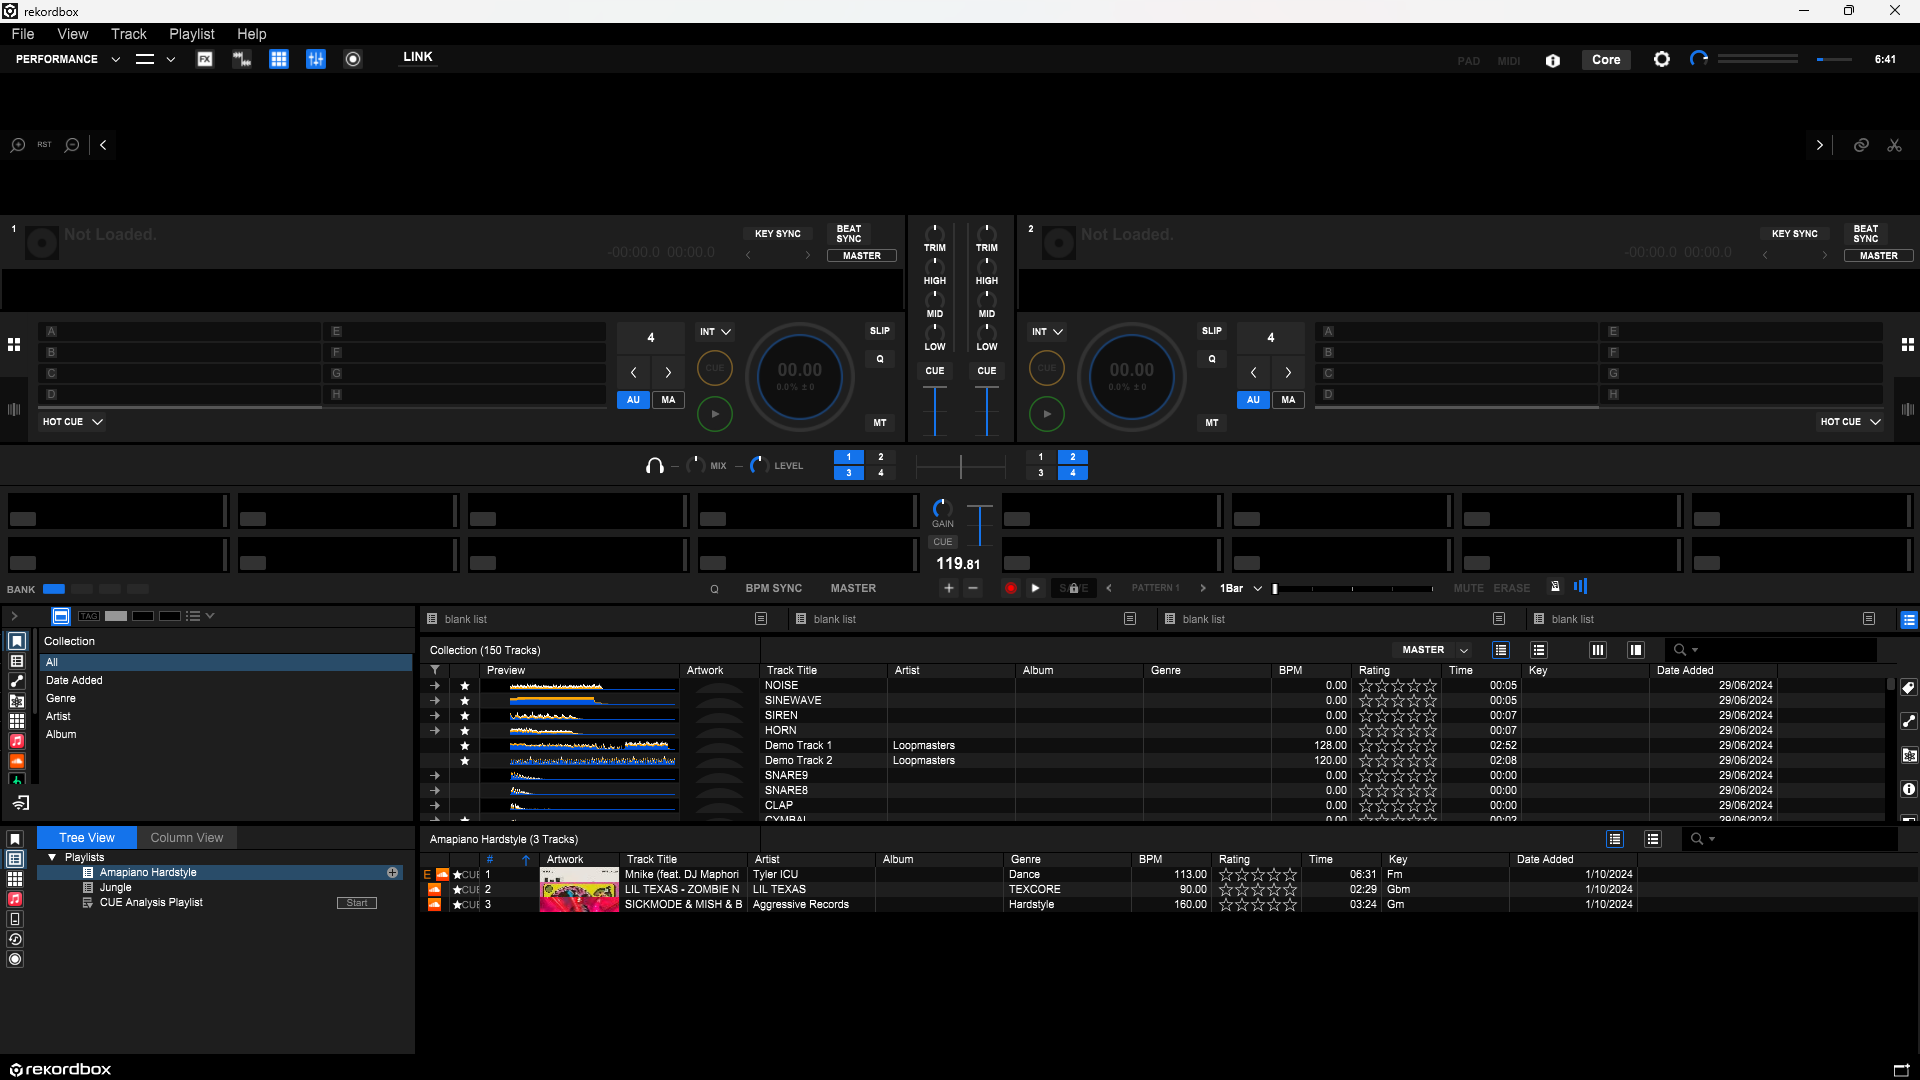 rekordbox
File View Track Playlist Help
PERFORMANCE FX LINK PAD MIDI Core 6:41
RST
1 Not Loaded. -00:00.0 00:00.0 KEY SYNC BEAT SYNC MASTER
TRIM TRIM
HIGH HIGH
MID MID
LOW LOW
CUE CUE
2 Not Loaded. -00:00.0 00:00.0 KEY SYNC BEAT SYNC MASTER
A E 4 INT SLIP
B F
C G CUE 00.00 Q
0.0% ±0
D H AU MA
HOT CUE MT
INT SLIP 4 A E
B F
CUE 00.00 Q C G
0.0% ±0
AU MA D H
MT HOT CUE
MIX LEVEL 1 2 1 2
3 4 3 4
GAIN
CUE
119.81
BANK Q BPM SYNC MASTER SAVE PATTERN 1 1Bar MUTE ERASE
TAG
blank list blank list blank list blank list
Collection
All
Date Added
Genre
Artist
Album
Collection (150 Tracks) MASTER
Preview Artwork Track Title Artist Album Genre BPM Rating Time Key Date Added
NOISE 0.00 00:05 29/06/2024
SINEWAVE 0.00 00:05 29/06/2024
SIREN 0.00 00:07 29/06/2024
HORN 0.00 00:07 29/06/2024
Demo Track 1 Loopmasters 128.00 02:52 29/06/2024
Demo Track 2 Loopmasters 120.00 02:08 29/06/2024
SNARE9 0.00 00:00 29/06/2024
SNARE8 0.00 00:00 29/06/2024
CLAP 0.00 00:00 29/06/2024
CYMBAL 0.00 00:02 29/06/2024
Tree View Column View
Playlists
Amapiano Hardstyle
Jungle
CUE Analysis Playlist Start
Amapiano Hardstyle (3 Tracks)
# Artwork Track Title Artist Album Genre BPM Rating Time Key Date Added
E CUE 1 Mnike (feat. DJ Maphori Tyler ICU Dance 113.00 06:31 Fm 1/10/2024
CUE 2 LIL TEXAS - ZOMBIE N LIL TEXAS TEXCORE 90.00 02:29 Gbm 1/10/2024
CUE 3 SICKMODE & MISH & B Aggressive Records Hardstyle 160.00 03:24 Gm 1/10/2024
rekordbox